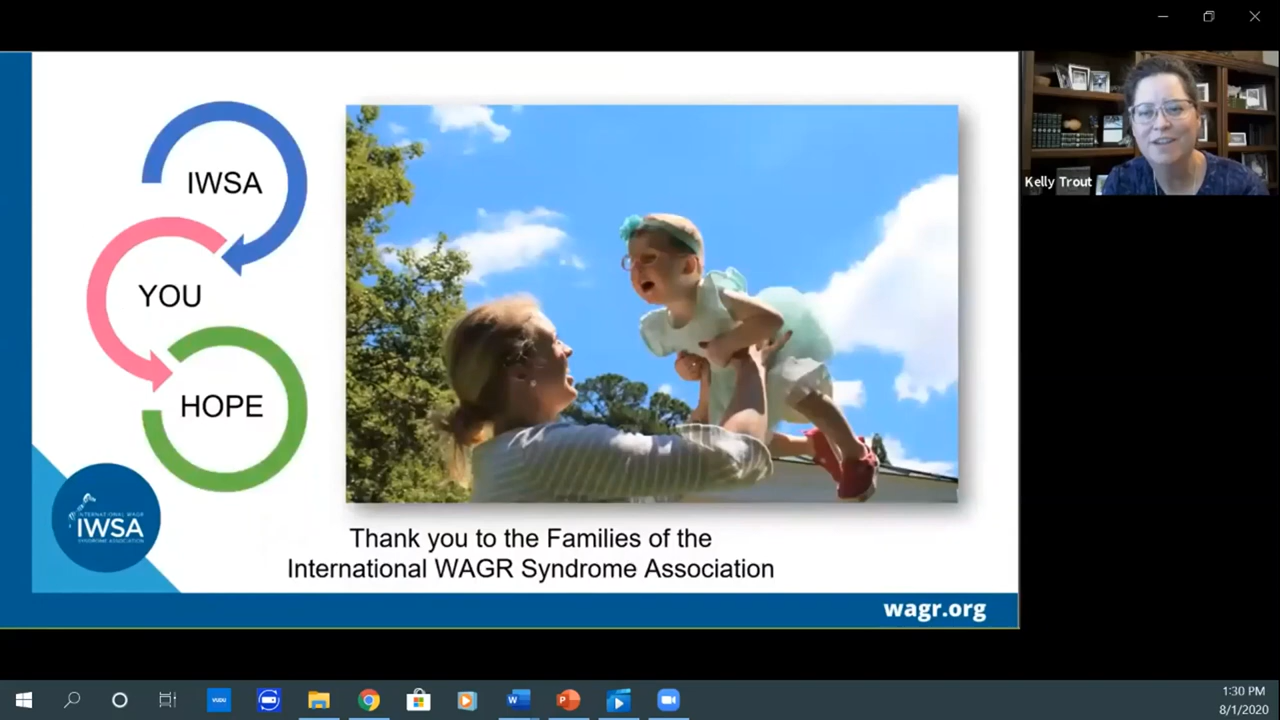 IWSA
YOU
HOPE
INTERNATIONAL WAGR
IWSA
SYNDROME ASSOCIATION
Thank you to the Families of the
International WAGR Syndrome Association
wagr.org
Kelly Trout
VUDU
1:30 PM
8/1/2020